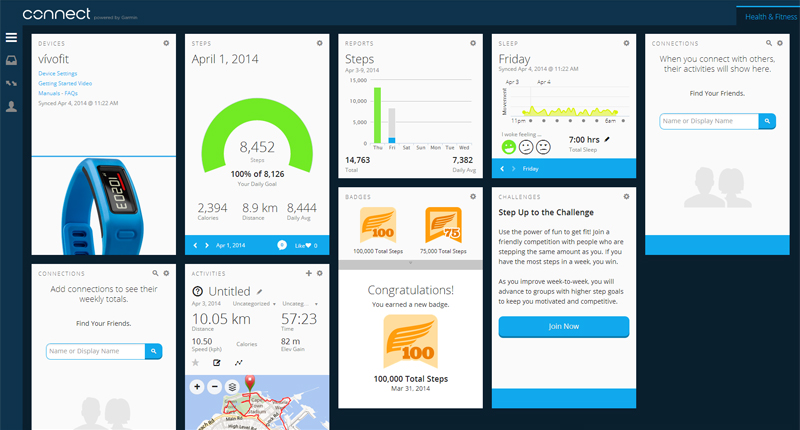 connect powered by Garmin
Health & Fitness
DEVICES
vívofit
Device Settings
Getting Started Video
Manuals - FAQs
Synced Apr 4, 2014 @ 11:22 AM
STEPS
April 1, 2014
8,452
Steps
100% of 8,126
Your Daily Goal
2,394 8.9 km 8,444
Calories Distance Daily Avg
Apr 1, 2014 0 Like 0
REPORTS
Steps
Apr 3-9, 2014
15,000
10,000
5,000
0
Thu Fri Sat Sun Mon Tue Wed
14,763 7,382
Total Daily Avg
SLEEP
Friday
Synced Apr 4, 2014 @ 11:22 AM
Apr 3 Apr 4
Movement
11pm 6am
I woke feeling ...
7:00 hrs
Total Sleep
Friday
CONNECTIONS
When you connect with others,
their activities will show here.
Find Your Friends.
Name or Display Name
CONNECTIONS
Add connections to see their
weekly totals.
Find Your Friends.
Name or Display Name
ACTIVITIES
Untitled
Apr 3, 2014 Uncategorized Uncateg...
10.05 km 57:23
Distance Time
10.50 82 m
Speed (kph) Calories Elev Gain
Cape
Town
Stadium
High Level Rd
BADGES
100 75
100,000 Total Steps 75,000 Total Steps
Congratulations!
You earned a new badge.
100
100,000 Total Steps
Mar 31, 2014
CHALLENGES
Step Up to the Challenge
Use the power of fun to get fit! Join a
friendly competition with people who are
stepping the same amount as you. If you
have the most steps in a week, you win.
As you improve week-to-week, you will
advance to groups with higher step goals
to keep you motivated and competitive.
Join Now